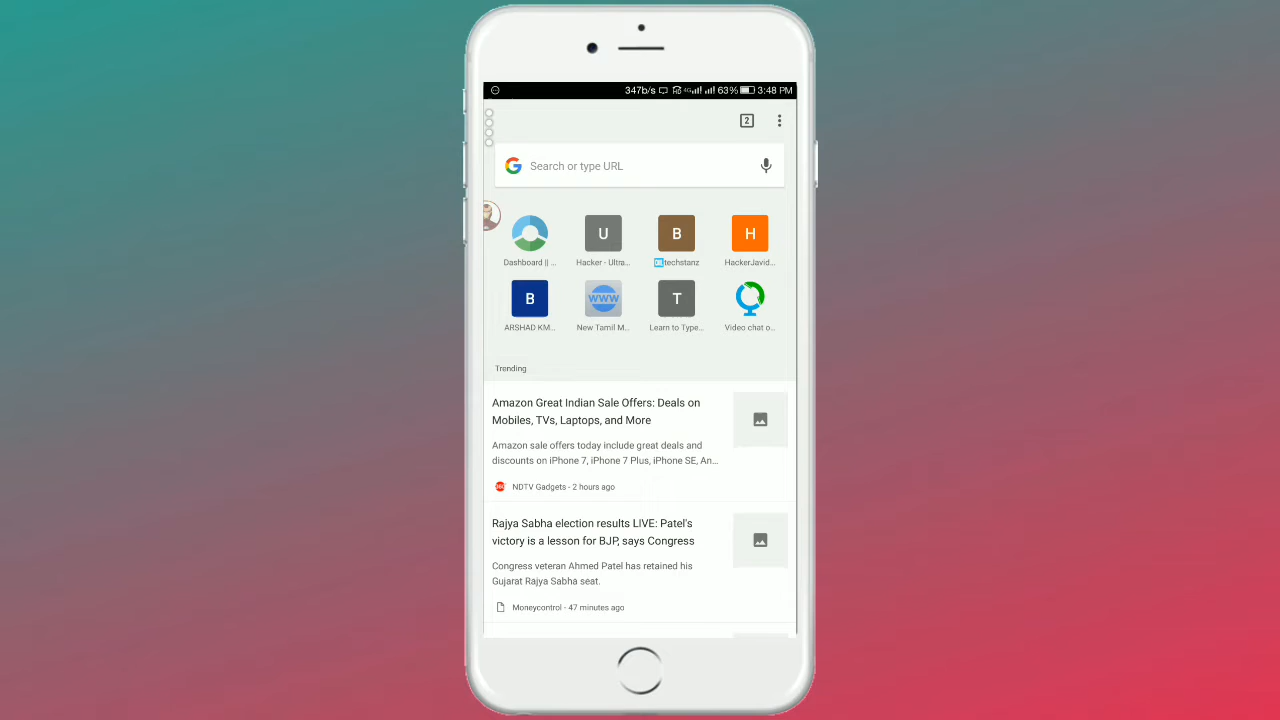 347b/s 4G 63% 3:48 PM
2
Search or type URL
U B H
Dashboard || ... Hacker - Ultra... techstanz HackerJavid...
B www T
ARSHAD KM... New Tamil M... Learn to Type... Video chat o...
Trending
Amazon Great Indian Sale Offers: Deals on
Mobiles, TVs, Laptops, and More
Amazon sale offers today include great deals and
discounts on iPhone 7, iPhone 7 Plus, iPhone SE, An...
NDTV Gadgets - 2 hours ago
Rajya Sabha election results LIVE: Patel's
victory is a lesson for BJP, says Congress
Congress veteran Ahmed Patel has retained his
Gujarat Rajya Sabha seat.
Moneycontrol - 47 minutes ago